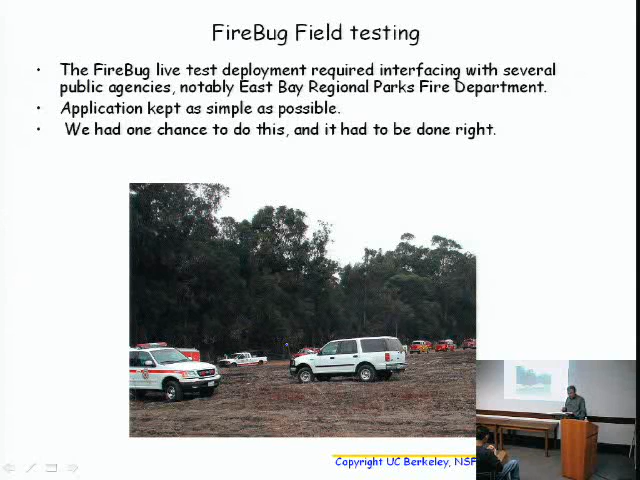 FireBug Field testing
• The FireBug live test deployment required interfacing with several
public agencies, notably East Bay Regional Parks Fire Department.
• Application kept as simple as possible.
• We had one chance to do this, and it had to be done right.
Copyright UC Berkeley, NSF